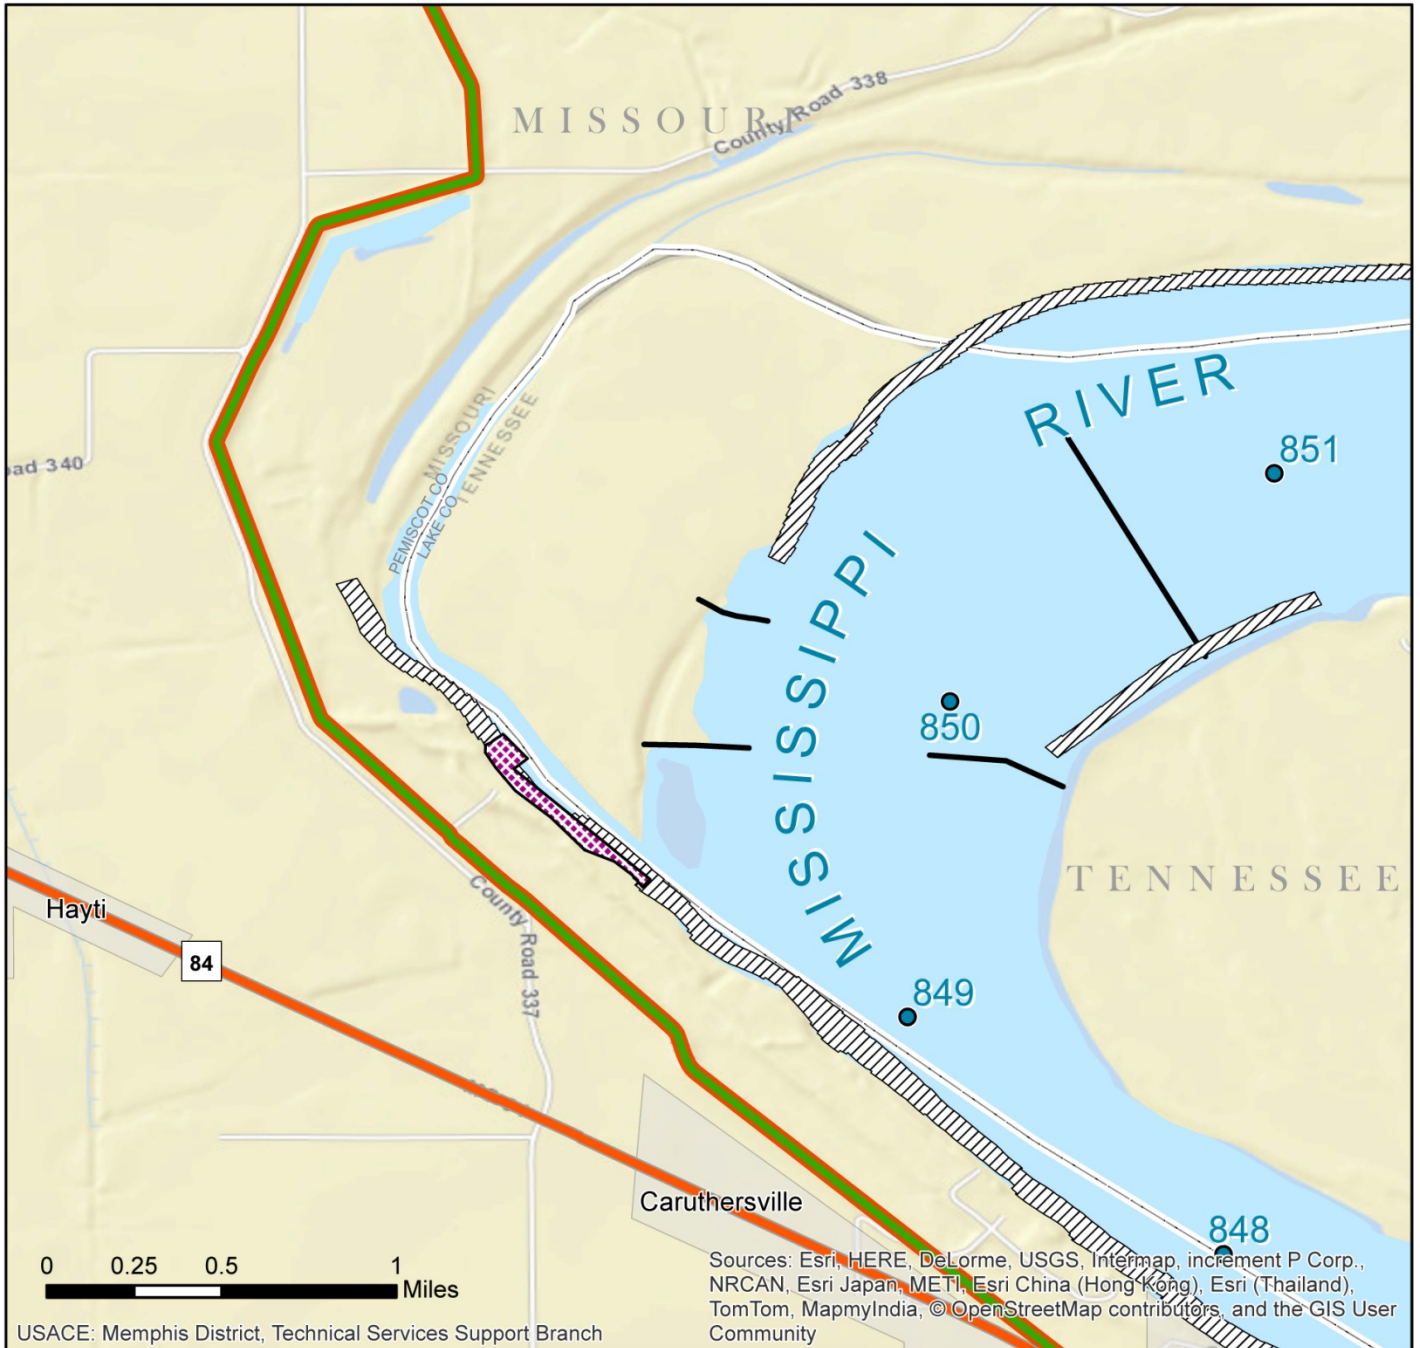 MISSOURI
County Road 338
RIVER
851
oad 340
MISSOURI
TENNESSEE
PEMISCOT CO
LAKE CO
MISSISSIPPI
850
TENNESSEE
Hayti
84
County Road 337
849
Caruthersville
848
0 0.25 0.5 1
Miles
Sources: Esri, HERE, DeLorme, USGS, Intermap, increment P Corp.,
NRCAN, Esri Japan, METI, Esri China (Hong Kong), Esri (Thailand),
TomTom, MapmyIndia, © OpenStreetMap contributors, and the GIS User
Community
USACE: Memphis District, Technical Services Support Branch